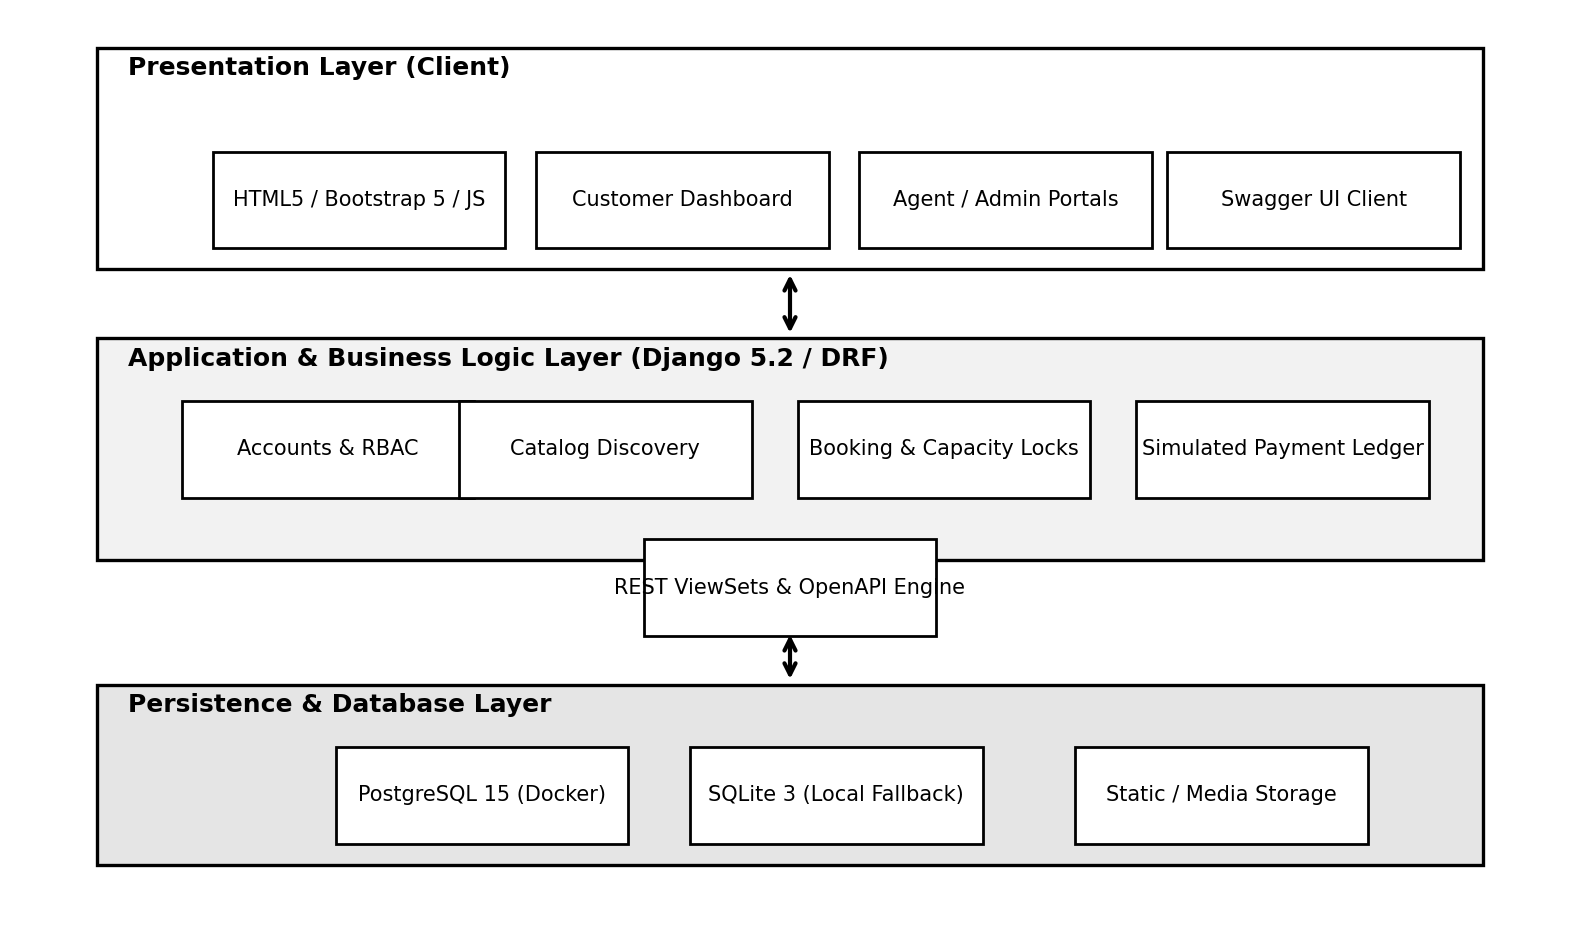 Presentation Layer (Client)
HTML5 / Bootstrap 5 / JS
Customer Dashboard
Agent / Admin Portals
Swagger UI Client
Application & Business Logic Layer (Django 5.2 / DRF)
Accounts & RBAC
Catalog Discovery
Booking & Capacity Locks
Simulated Payment Ledger
REST ViewSets & OpenAPI Engine
Persistence & Database Layer
PostgreSQL 15 (Docker)
SQLite 3 (Local Fallback)
Static / Media Storage